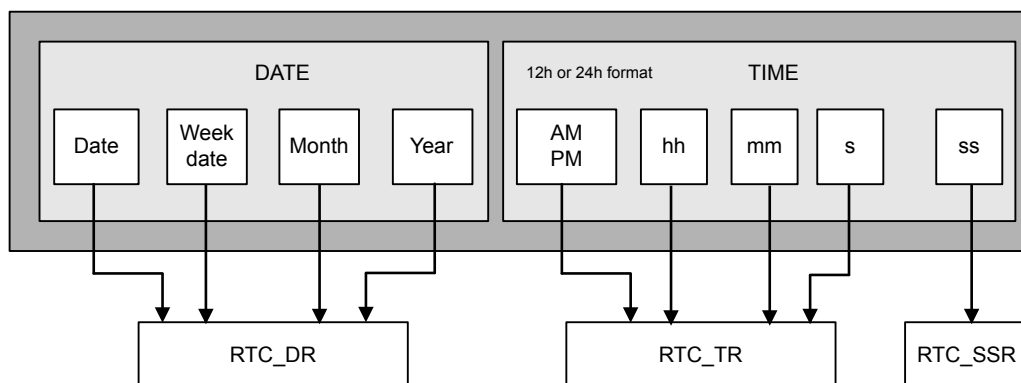 DATE
12h or 24h format
TIME
Date
Week
date
Month
Year
AM
PM
hh
mm
s
ss
RTC_DR
RTC_TR
RTC_SSR